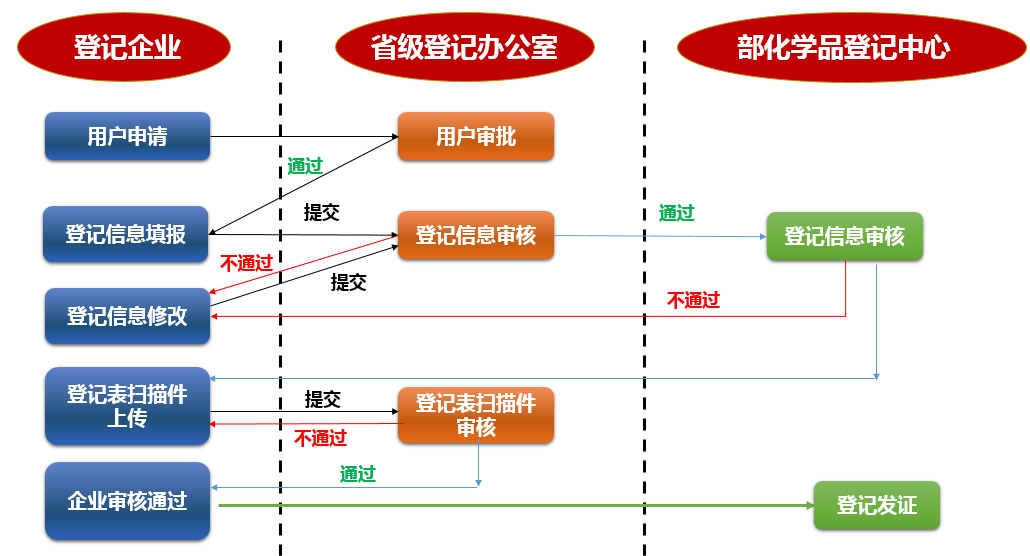 登记企业
省级登记办公室
部化学品登记中心
用户申请
用户审批
通过
登记信息填报
提交
登记信息审核
通过
登记信息审核
不通过
提交
登记信息修改
不通过
登记表扫描件
上传
提交
登记表扫描件
审核
不通过
通过
企业审核通过
登记发证